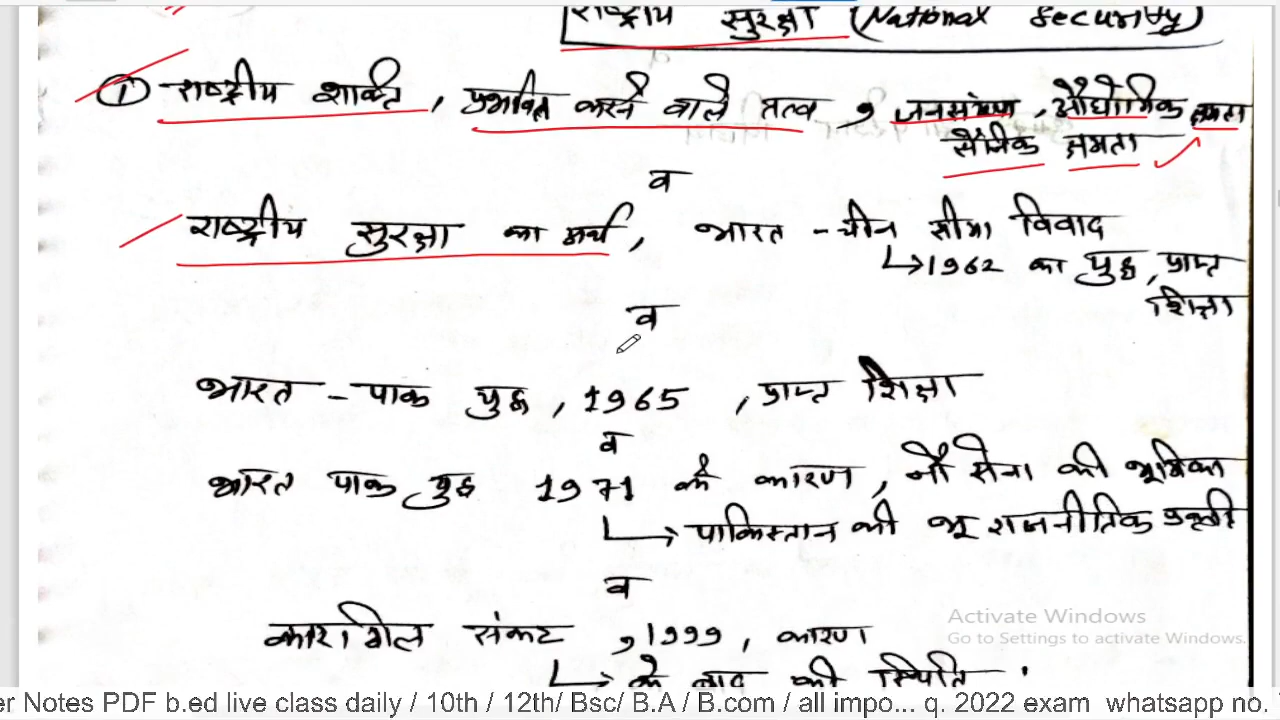 राष्ट्रीय सुरक्षा (National Security)
① राष्ट्रीय शक्ति, प्रभावित करने वाले तत्व, जनसंख्या, औद्योगिक क्षमता
सैनिक क्षमता
व
राष्ट्रीय सुरक्षा का अर्थ, भारत - चीन सीमा विवाद
↳1962 का युद्ध, प्राप्त
शिक्षा
व
भारत - पाक युद्ध, 1965, प्राप्त शिक्षा
व
भारत पाक युद्ध 1971 के कारण, नौ सेना की भूमिका
↳ पाकिस्तान की भू राजनीतिक
व
कारगिल संकट, 1999, कारण
↳ के बाद की स्थिति
Activate Windows
Go to Settings to activate Windows.
er Notes PDF b.ed live class daily / 10th / 12th/ Bsc/ B.A / B.com / all impo... q. 2022 exam whatsapp no.